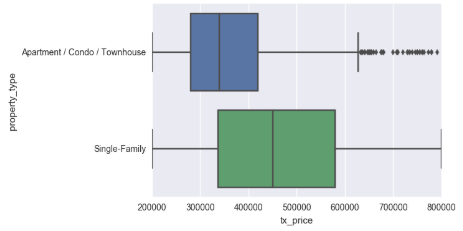 property_type
Apartment / Condo / Townhouse
Single-Family
200000 300000 400000 500000 600000 700000 800000
tx_price